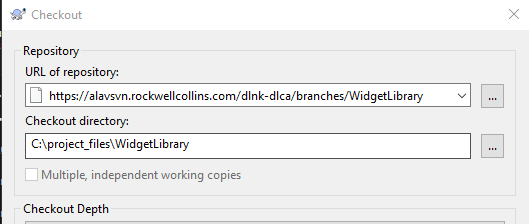 Checkout
Repository
URL of repository:
https://alavsvn.rockwellcollins.com/dlnk-dlca/branches/WidgetLibrary
...
Checkout directory:
C:\project_files\WidgetLibrary
...
Multiple, independent working copies
Checkout Depth